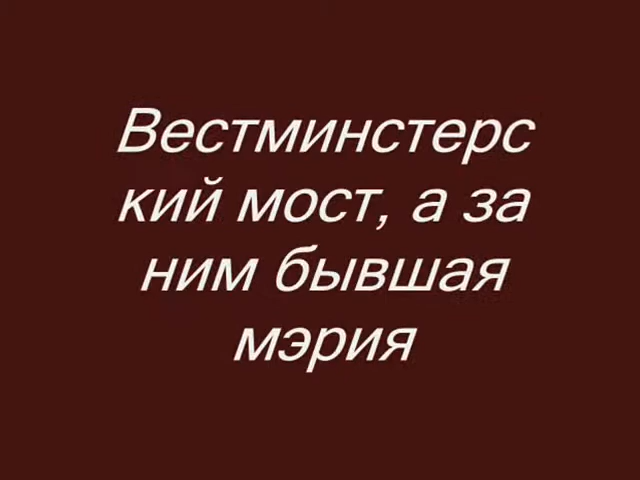 Вестминстерс
кий мост, а за
ним бывшая
мэрия